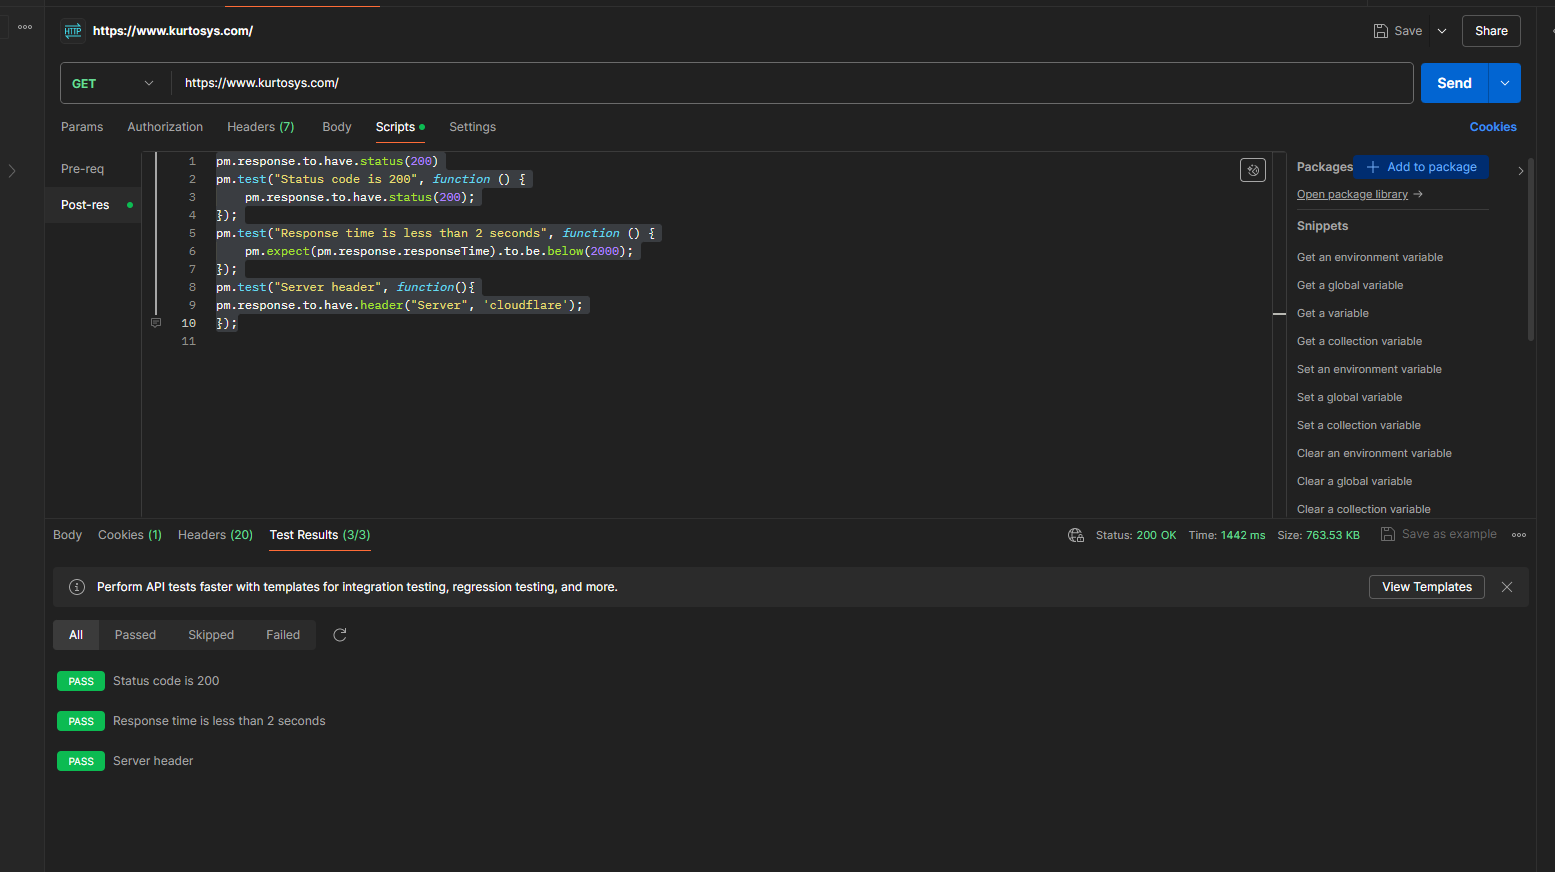 HTTP https://www.kurtosys.com/
Save
Share
GET https://www.kurtosys.com/
Send
Params Authorization Headers (7) Body Scripts Settings
Cookies
Pre-req
Post-res
1 pm.response.to.have.status(200)
2 pm.test("Status code is 200", function () {
3 pm.response.to.have.status(200);
4 });
5 pm.test("Response time is less than 2 seconds", function () {
6 pm.expect(pm.response.responseTime).to.be.below(2000);
7 });
8 pm.test("Server header", function(){
9 pm.response.to.have.header("Server", 'cloudflare');
10 });
11
Packages + Add to package
Open package library →
Snippets
Get an environment variable
Get a global variable
Get a variable
Get a collection variable
Set an environment variable
Set a global variable
Set a collection variable
Clear an environment variable
Clear a global variable
Clear a collection variable
Body Cookies (1) Headers (20) Test Results (3/3)
Status: 200 OK Time: 1442 ms Size: 763.53 KB Save as example
Perform API tests faster with templates for integration testing, regression testing, and more.
View Templates
All Passed Skipped Failed
PASS Status code is 200
PASS Response time is less than 2 seconds
PASS Server header